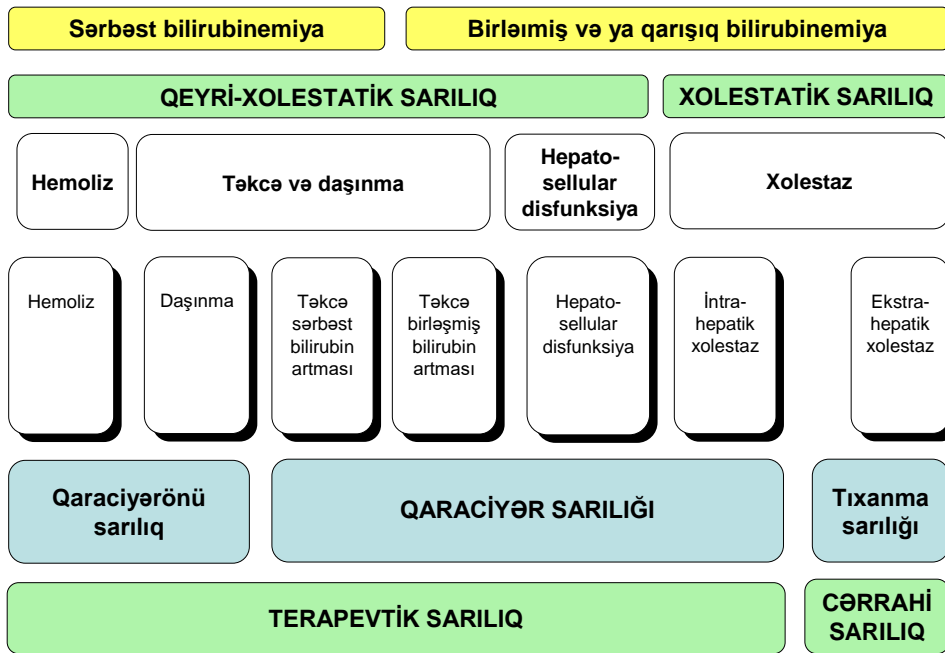 Sərbəst bilirubinemiya
Birləımiş və ya qarışıq bilirubinemiya
QEYRİ-XOLESTATİK SARILIQ
XOLESTATİK SARILIQ
Hemoliz
Təkcə və daşınma
Hepato-
sellular
disfunksiya
Xolestaz
Hemoliz
Daşınma
Təkcə
sərbəst
bilirubin
artması
Təkcə
birləşmiş
bilirubin
artması
Hepato-
sellular
disfunksiya
İntra-
hepatik
xolestaz
Ekstra-
hepatik
xolestaz
Qaraciyərönü
sarılıq
QARACİYƏR SARILIĞI
Tıxanma
sarılığı
TERAPEVTİK SARILIQ
CƏRRAHİ
SARILIQ